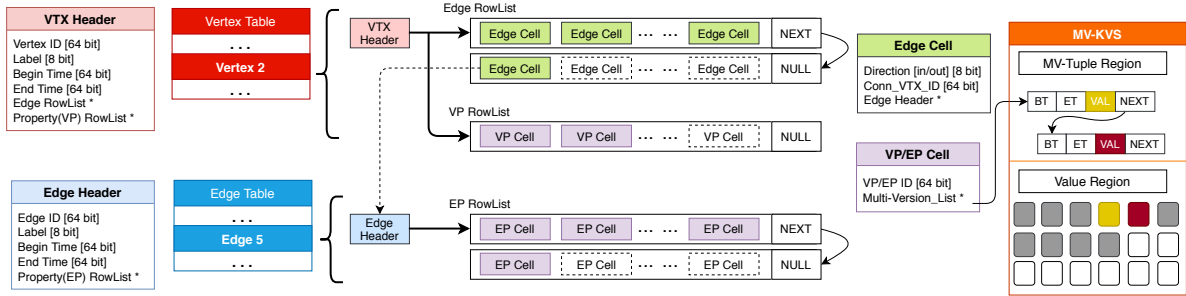 VTX Header
Vertex ID [64 bit]
Label [8 bit]
Begin Time [64 bit]
End Time [64 bit]
Edge RowList *
Property(VP) RowList *
Vertex Table
...
Vertex 2
...
VTX
Header
Edge RowList
Edge Cell Edge Cell ... ... Edge Cell NEXT
Edge Cell Edge Cell ... ... Edge Cell NULL
VP RowList
VP Cell VP Cell ... ... VP Cell NULL
Edge Cell
Direction [in/out] [8 bit]
Conn_VTX_ID [64 bit]
Edge Header *
VP/EP Cell
VP/EP ID [64 bit]
Multi-Version_List *
MV-KVS
MV-Tuple Region
BT ET VAL NEXT
BT ET VAL NEXT
Value Region
Edge Header
Edge ID [64 bit]
Label [8 bit]
Begin Time [64 bit]
End Time [64 bit]
Property(EP) RowList *
Edge Table
...
Edge 5
...
Edge
Header
EP RowList
EP Cell EP Cell ... ... EP Cell NEXT
EP Cell EP Cell ... ... EP Cell NULL